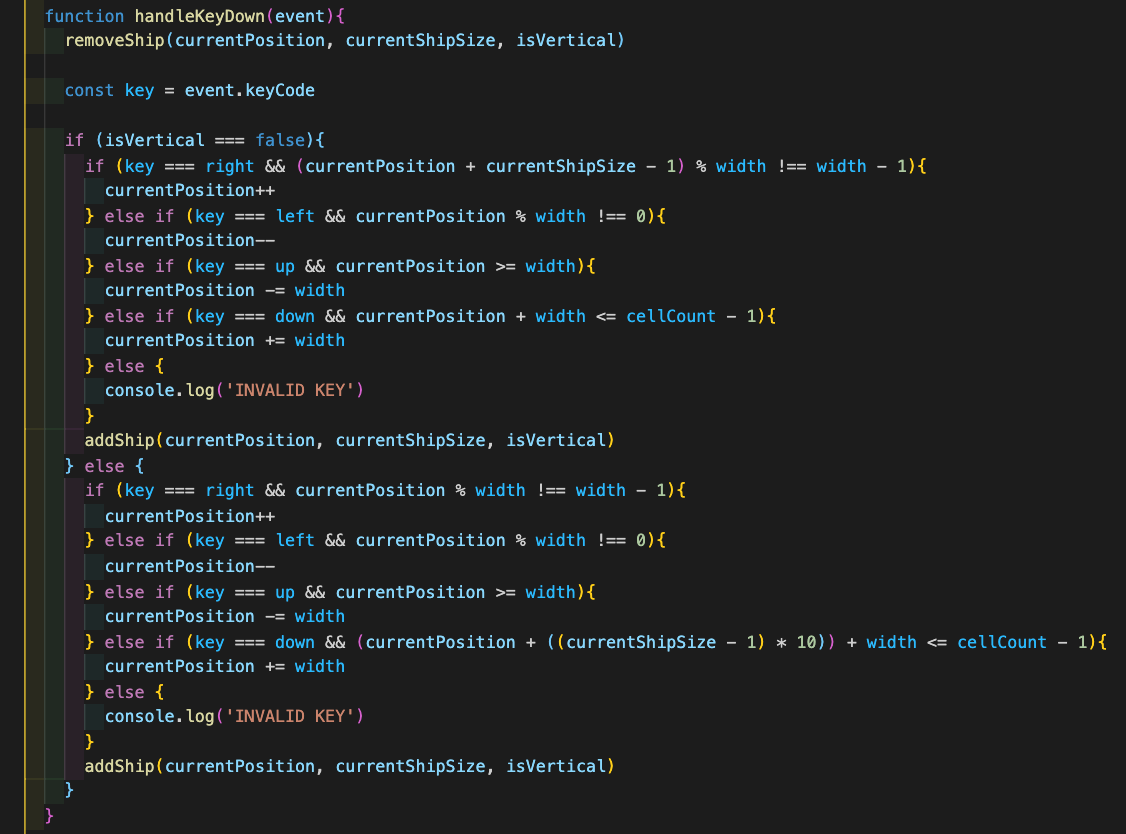 function handleKeyDown(event){
removeShip(currentPosition, currentShipSize, isVertical)
const key = event.keyCode
if (isVertical === false){
if (key === right && (currentPosition + currentShipSize - 1) % width !== width - 1){
currentPosition++
} else if (key === left && currentPosition % width !== 0){
currentPosition--
} else if (key === up && currentPosition >= width){
currentPosition -= width
} else if (key === down && currentPosition + width <= cellCount - 1){
currentPosition += width
} else {
console.log('INVALID KEY')
}
addShip(currentPosition, currentShipSize, isVertical)
} else {
if (key === right && currentPosition % width !== width - 1){
currentPosition++
} else if (key === left && currentPosition % width !== 0){
currentPosition--
} else if (key === up && currentPosition >= width){
currentPosition -= width
} else if (key === down && (currentPosition + ((currentShipSize - 1) * 10)) + width <= cellCount - 1){
currentPosition += width
} else {
console.log('INVALID KEY')
}
addShip(currentPosition, currentShipSize, isVertical)
}
}